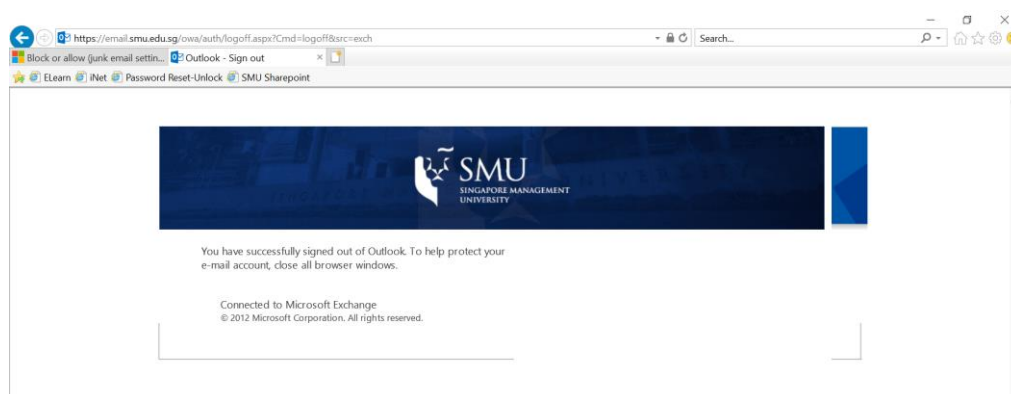 https://email.smu.edu.sg/owa/auth/logoff.aspx?Cmd=logoff&src=exch
Search...
Block or allow (junk email settin...
Outlook - Sign out
ELearn iNet Password Reset-Unlock SMU Sharepoint
SMU
SINGAPORE MANAGEMENT
UNIVERSITY
You have successfully signed out of Outlook. To help protect your
e-mail account, close all browser windows.
Connected to Microsoft Exchange
© 2012 Microsoft Corporation. All rights reserved.